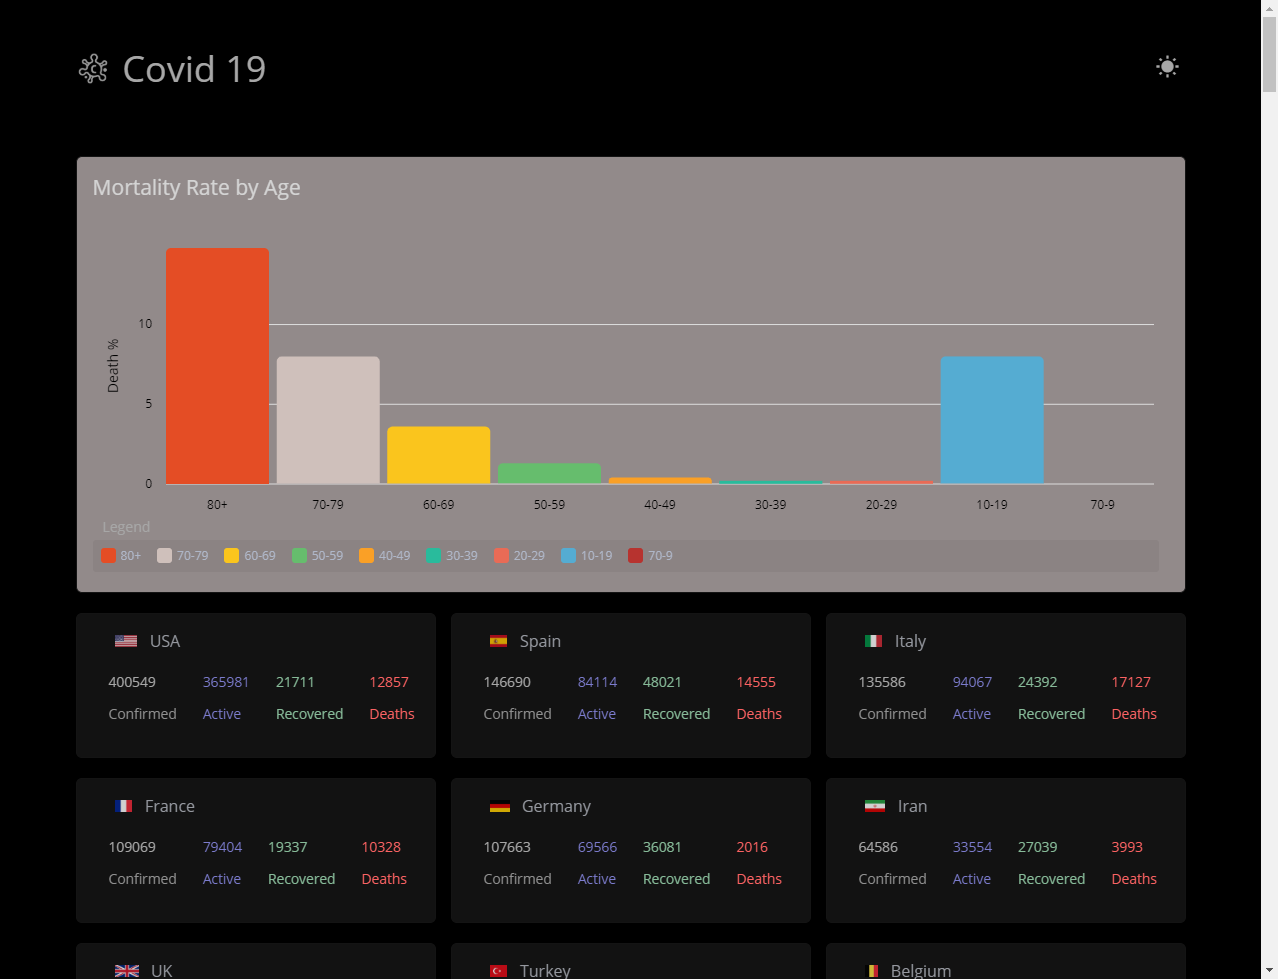 Covid 19
Mortality Rate by Age
Death %
10
5
0
80+ 70-79 60-69 50-59 40-49 30-39 20-29 10-19 70-9
Legend
80+ 70-79 60-69 50-59 40-49 30-39 20-29 10-19 70-9
USA
400549 365981 21711 12857
Confirmed Active Recovered Deaths
Spain
146690 84114 48021 14555
Confirmed Active Recovered Deaths
Italy
135586 94067 24392 17127
Confirmed Active Recovered Deaths
France
109069 79404 19337 10328
Confirmed Active Recovered Deaths
Germany
107663 69566 36081 2016
Confirmed Active Recovered Deaths
Iran
64586 33554 27039 3993
Confirmed Active Recovered Deaths
UK
Turkey
Belgium